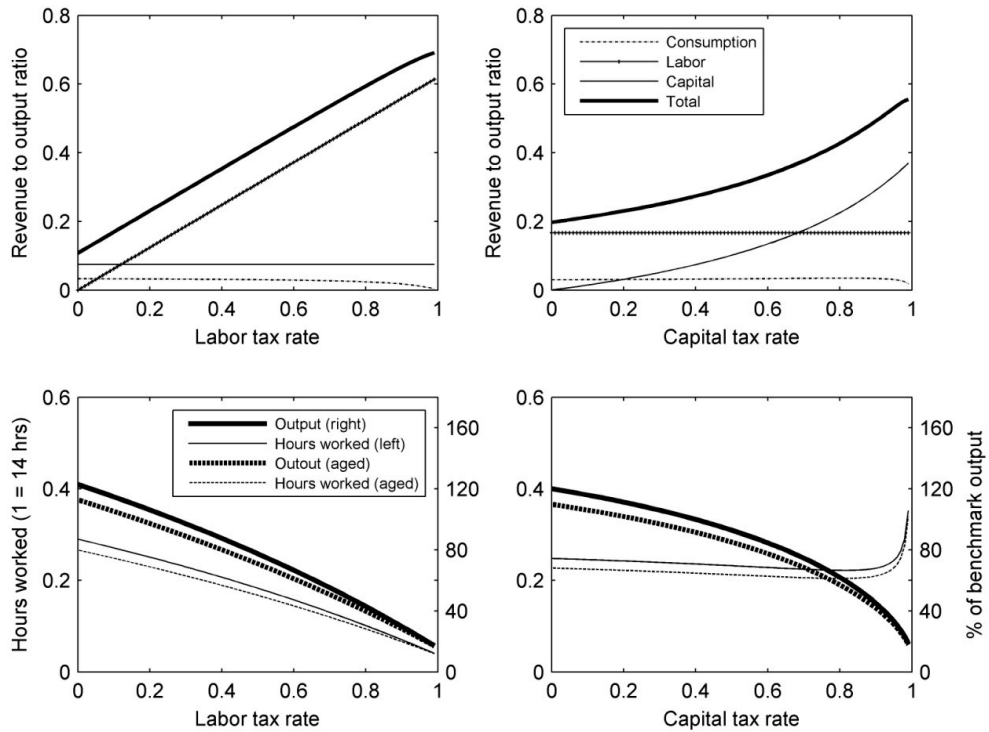 0.8
0.6
0.4
0.2
0
Revenue to output ratio
0 0.2 0.4 0.6 0.8 1
Labor tax rate
0.8
0.6
0.4
0.2
0
Revenue to output ratio
Consumption
Labor
Capital
Total
0 0.2 0.4 0.6 0.8 1
Capital tax rate
0.6
0.4
0.2
0
Hours worked (1 = 14 hrs)
Output (right)
Hours worked (left)
Outout (aged)
Hours worked (aged)
160
120
80
40
0
0 0.2 0.4 0.6 0.8 1
Labor tax rate
0.6
0.4
0.2
0
160
120
80
40
0
% of benchmark output
0 0.2 0.4 0.6 0.8 1
Capital tax rate